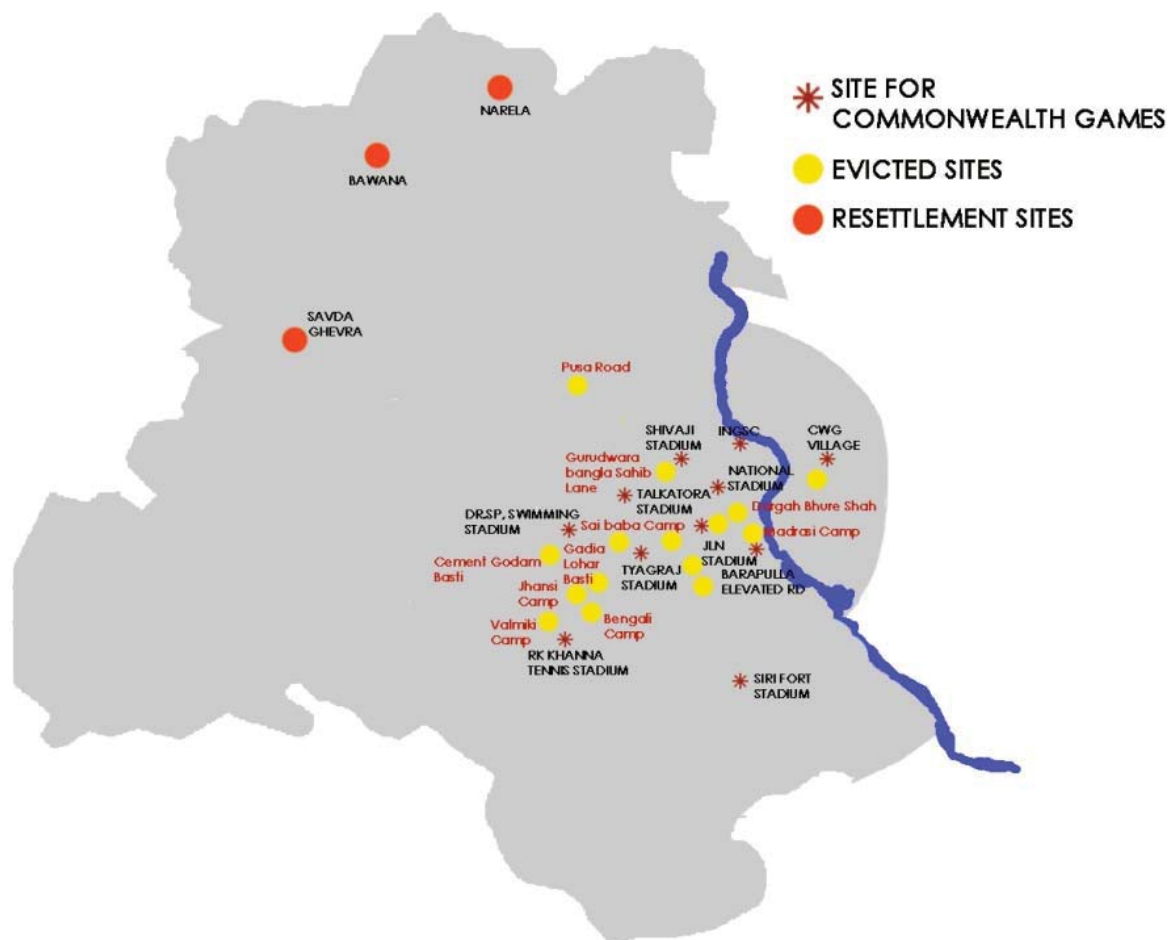 SITE FOR
COMMONWEALTH GAMES
EVICTED SITES
RESETTLEMENT SITES
NARELA
BAWANA
SAVDA
GHEVRA
Pusa Road
SHIVAJI
STADIUM
INGSC
CWG
VILLAGE
Gurudwara
bangla Sahib
Lane
NATIONAL
STADIUM
TALKATORA
STADIUM
Dargah Bhure Shah
DR.SP, SWIMMING
STADIUM
Sai baba Camp
Madrasi Camp
JLN
STADIUM
Cement Godam
Basti
Gadia
Lohar
Basti
TYAGRAJ
STADIUM
BARAPULLA
ELEVATED RD
Jhansi
Camp
Valmiki
Camp
Bengali
Camp
RK KHANNA
TENNIS STADIUM
SIRI FORT
STADIUM